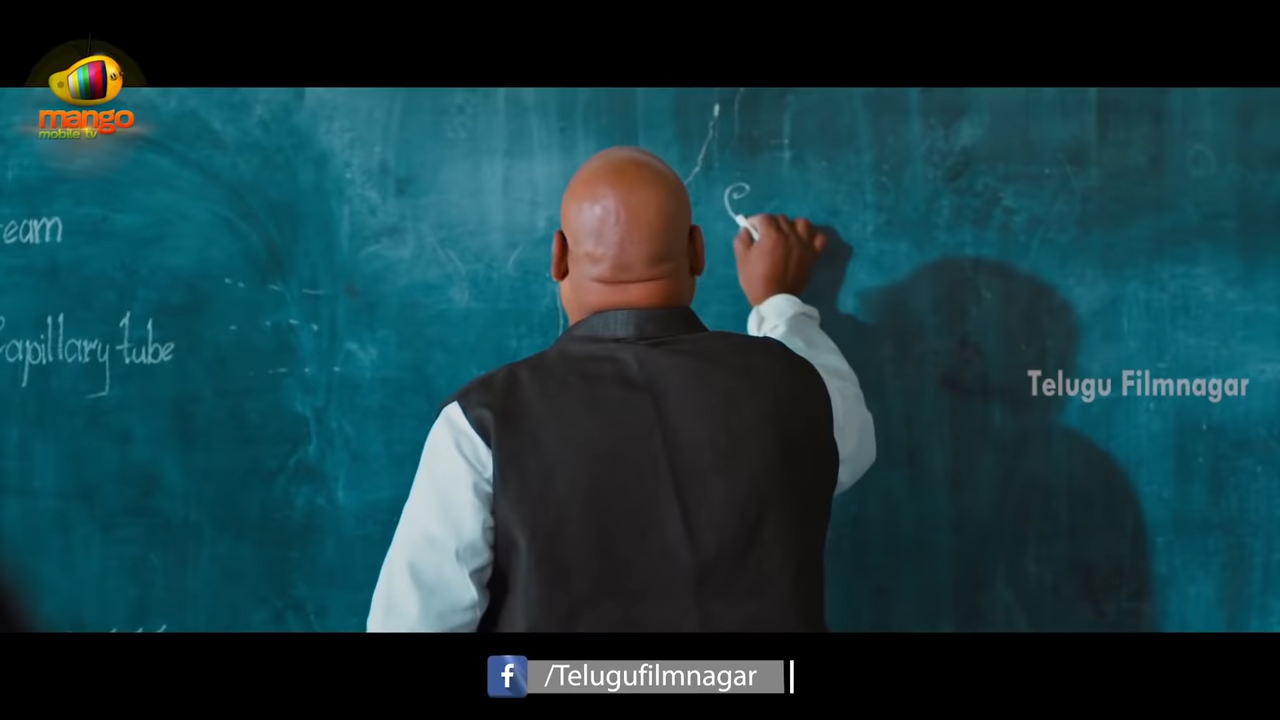 mango
mobile tv
eam
Capillary tube
Telugu Filmnagar
f /Telugufilmnagar